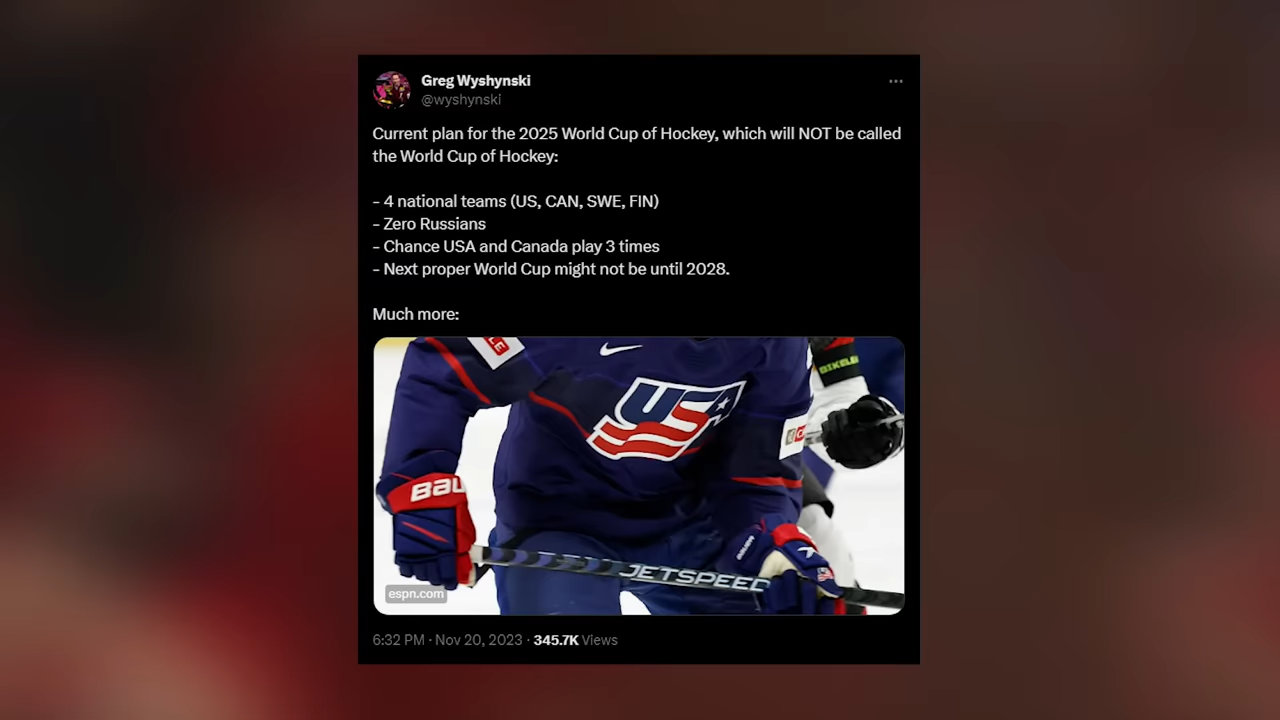 Greg Wyshynski
@wyshynski
Current plan for the 2025 World Cup of Hockey, which will NOT be called
the World Cup of Hockey:
- 4 national teams (US, CAN, SWE, FIN)
- Zero Russians
- Chance USA and Canada play 3 times
- Next proper World Cup might not be until 2028.
Much more:
USA
BAU
JETSPEED
espn.com
6:32 PM · Nov 20, 2023 · 345.7K Views